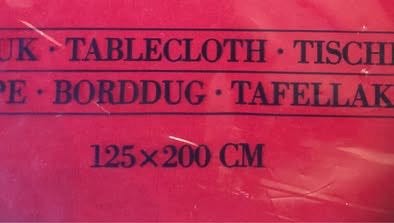 UK · TABLECLOTH · TISCH
PE · BORDDUG · TAFELLAK
125×200 CM